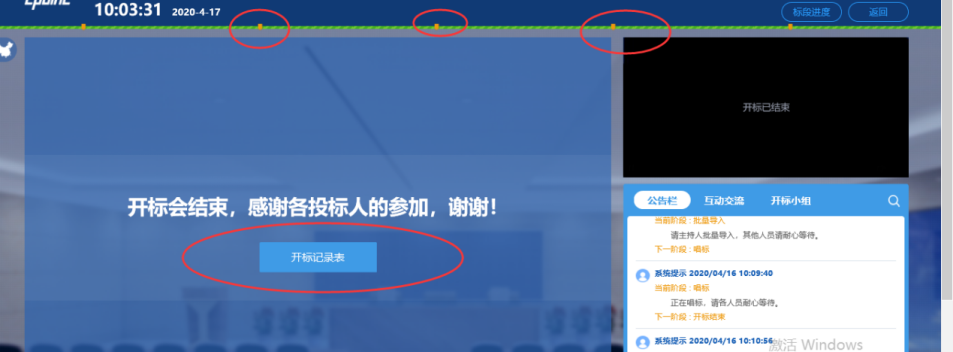 epoint
10:03:31 2020-4-17
标段进度 返回
开标已结束
开标会结束，感谢各投标人的参加，谢谢！
开标记录表
公告栏 互动交流 开标小组
当前阶段：批量导入
请主持人批量导入，其他人员请耐心等待。
下一阶段：唱标
系统提示 2020/04/16 10:09:40
当前阶段：唱标
正在唱标，请各人员耐心等待。
下一阶段：开标结束
系统提示 2020/04/16 10:10:56
激活 Windows